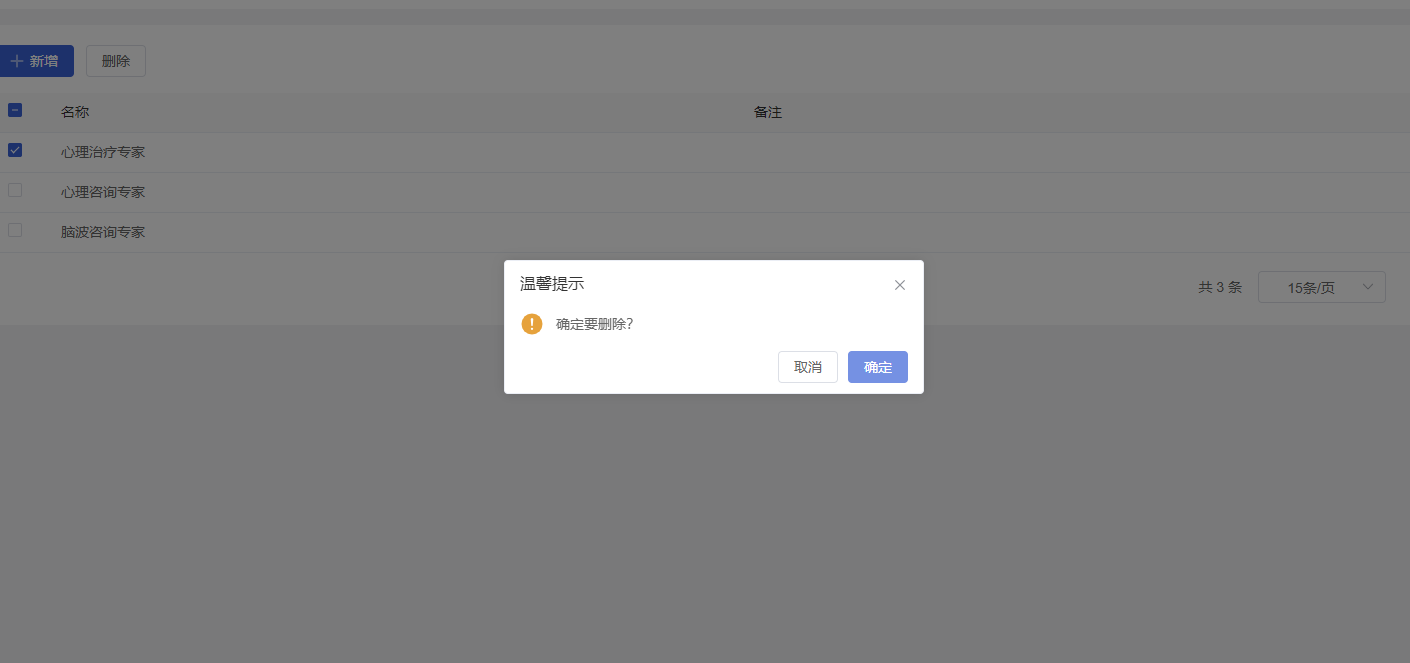 新增 删除
名称 备注
心理治疗专家
心理咨询专家
脑波咨询专家
温馨提示
确定要删除?
取消 确定
共 3 条 15条/页